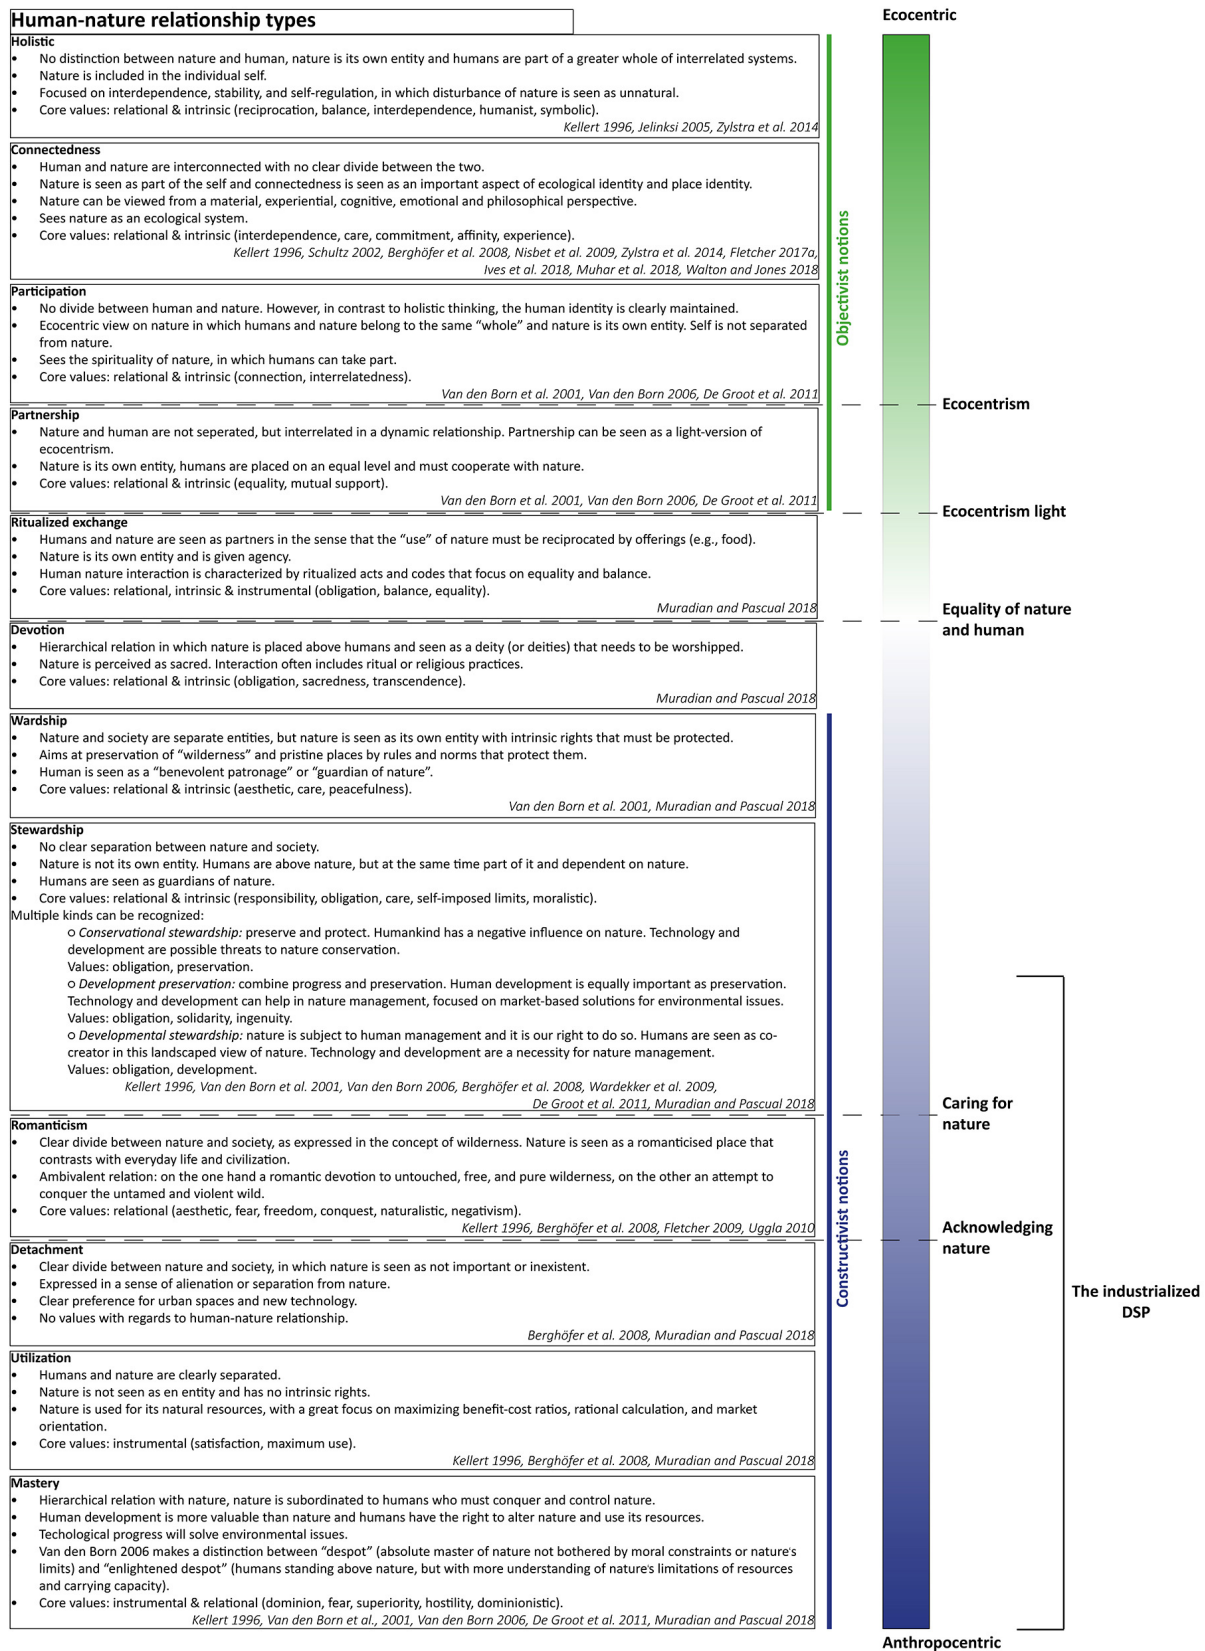 Human-nature relationship types
Ecocentric
Holistic
• No distinction between nature and human, nature is its own entity and humans are part of a greater whole of interrelated systems.
• Nature is included in the individual self.
• Focused on interdependence, stability, and self-regulation, in which disturbance of nature is seen as unnatural.
• Core values: relational & intrinsic (reciprocation, balance, interdependence, humanist, symbolic).
Kellert 1996, Jelinksi 2005, Zylstra et al. 2014
Connectedness
• Human and nature are interconnected with no clear divide between the two.
• Nature is seen as part of the self and connectedness is seen as an important aspect of ecological identity and place identity.
• Nature can be viewed from a material, experiential, cognitive, emotional and philosophical perspective.
• Sees nature as an ecological system.
• Core values: relational & intrinsic (interdependence, care, commitment, affinity, experience).
Kellert 1996, Schultz 2002, Berghöfer et al. 2008, Nisbet et al. 2009, Zylstra et al. 2014, Fletcher 2017a,
Ives et al. 2018, Muhar et al. 2018, Walton and Jones 2018
Participation
• No divide between human and nature. However, in contrast to holistic thinking, the human identity is clearly maintained.
• Ecocentric view on nature in which humans and nature belong to the same “whole” and nature is its own entity. Self is not separated
from nature.
• Sees the spirituality of nature, in which humans can take part.
• Core values: relational & intrinsic (connection, interrelatedness).
Van den Born et al. 2001, Van den Born 2006, De Groot et al. 2011
Objectivist notions
Ecocentrism
Partnership
• Nature and human are not seperated, but interrelated in a dynamic relationship. Partnership can be seen as a light-version of
ecocentrism.
• Nature is its own entity, humans are placed on an equal level and must cooperate with nature.
• Core values: relational & intrinsic (equality, mutual support).
Van den Born et al. 2001, Van den Born 2006, De Groot et al. 2011
Ecocentrism light
Ritualized exchange
• Humans and nature are seen as partners in the sense that the “use” of nature must be reciprocated by offerings (e.g., food).
• Nature is its own entity and is given agency.
• Human nature interaction is characterized by ritualized acts and codes that focus on equality and balance.
• Core values: relational, intrinsic & instrumental (obligation, balance, equality).
Muradian and Pascual 2018
Equality of nature
and human
Devotion
• Hierarchical relation in which nature is placed above humans and seen as a deity (or deities) that needs to be worshipped.
• Nature is perceived as sacred. Interaction often includes ritual or religious practices.
• Core values: relational & intrinsic (obligation, sacredness, transcendence).
Muradian and Pascual 2018
Wardship
• Nature and society are separate entities, but nature is seen as its own entity with intrinsic rights that must be protected.
• Aims at preservation of “wilderness” and pristine places by rules and norms that protect them.
• Human is seen as a “benevolent patronage” or “guardian of nature”.
• Core values: relational & intrinsic (aesthetic, care, peacefulness).
Van den Born et al. 2001, Muradian and Pascual 2018
Stewardship
• No clear separation between nature and society.
• Nature is not its own entity. Humans are above nature, but at the same time part of it and dependent on nature.
• Humans are seen as guardians of nature.
• Core values: relational & intrinsic (responsibility, obligation, care, self-imposed limits, moralistic).
Multiple kinds can be recognized:
○ Conservational stewardship: preserve and protect. Humankind has a negative influence on nature. Technology and
development are possible threats to nature conservation.
Values: obligation, preservation.
○ Development preservation: combine progress and preservation. Human development is equally important as preservation.
Technology and development can help in nature management, focused on market-based solutions for environmental issues.
Values: obligation, solidarity, ingenuity.
○ Developmental stewardship: nature is subject to human management and it is our right to do so. Humans are seen as co-
creator in this landscaped view of nature. Technology and development are a necessity for nature management.
Values: obligation, development.
Kellert 1996, Van den Born et al. 2001, Van den Born 2006, Berghöfer et al. 2008, Wardekker et al. 2009,
De Groot et al. 2011, Muradian and Pascual 2018
Caring for
nature
Romanticism
• Clear divide between nature and society, as expressed in the concept of wilderness. Nature is seen as a romanticised place that
contrasts with everyday life and civilization.
• Ambivalent relation: on the one hand a romantic devotion to untouched, free, and pure wilderness, on the other an attempt to
conquer the untamed and violent wild.
• Core values: relational (aesthetic, fear, freedom, conquest, naturalistic, negativism).
Kellert 1996, Berghöfer et al. 2008, Fletcher 2009, Uggla 2010
Acknowledging
nature
Constructivist notions
Detachment
• Clear divide between nature and society, in which nature is seen as not important or inexistent.
• Expressed in a sense of alienation or separation from nature.
• Clear preference for urban spaces and new technology.
• No values with regards to human-nature relationship.
Berghöfer et al. 2008, Muradian and Pascual 2018
The industrialized
DSP
Utilization
• Humans and nature are clearly separated.
• Nature is not seen as en entity and has no intrinsic rights.
• Nature is used for its natural resources, with a great focus on maximizing benefit-cost ratios, rational calculation, and market
orientation.
• Core values: instrumental (satisfaction, maximum use).
Kellert 1996, Berghöfer et al. 2008, Muradian and Pascual 2018
Mastery
• Hierarchical relation with nature, nature is subordinated to humans who must conquer and control nature.
• Human development is more valuable than nature and humans have the right to alter nature and use its resources.
• Techological progress will solve environmental issues.
• Van den Born 2006 makes a distinction between “despot” (absolute master of nature not bothered by moral constraints or nature's
limits) and “enlightened despot” (humans standing above nature, but with more understanding of nature's limitations of resources
and carrying capacity).
• Core values: instrumental & relational (dominion, fear, superiority, hostility, dominionistic).
Kellert 1996, Van den Born et al., 2001, Van den Born 2006, De Groot et al. 2011, Muradian and Pascual 2018
Anthropocentric